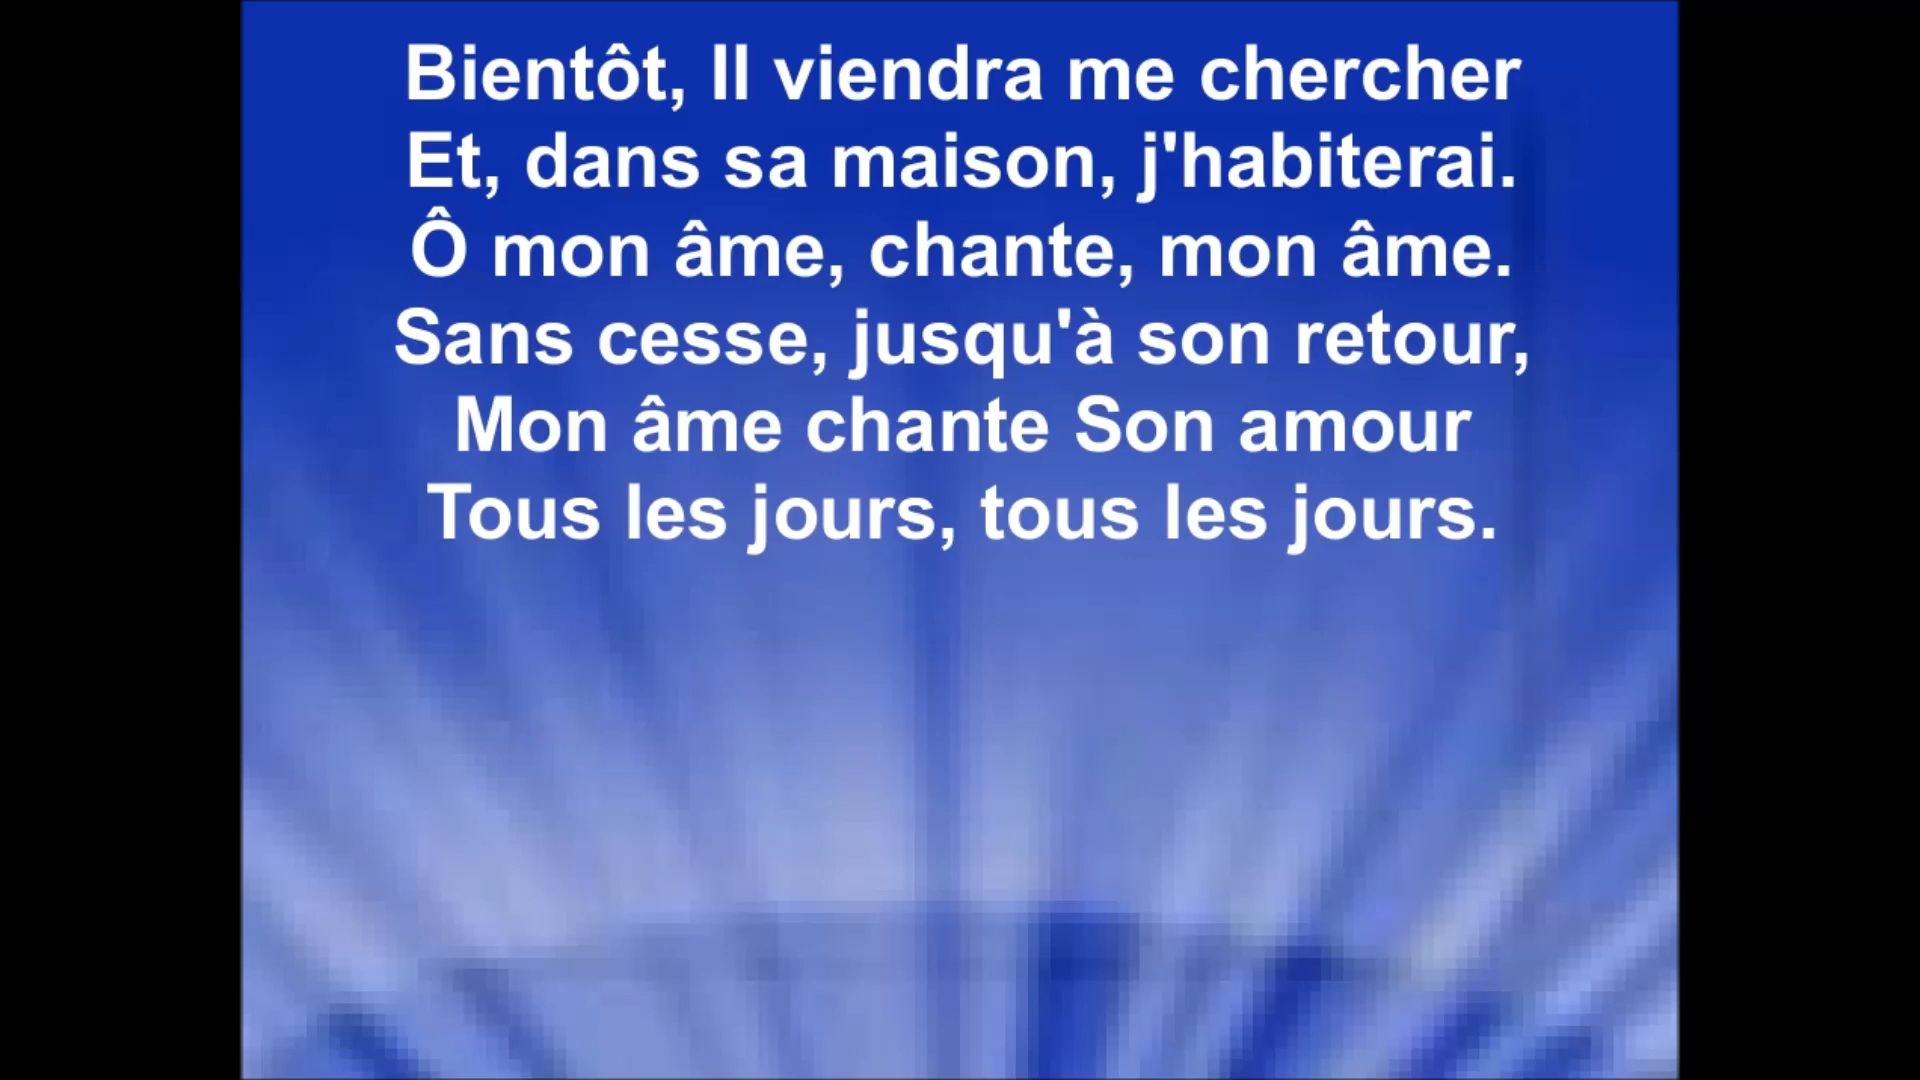 Bientôt, Il viendra me chercher
Et, dans sa maison, j'habiterai.
Ô mon âme, chante, mon âme.
Sans cesse, jusqu'à son retour,
Mon âme chante Son amour
Tous les jours, tous les jours.